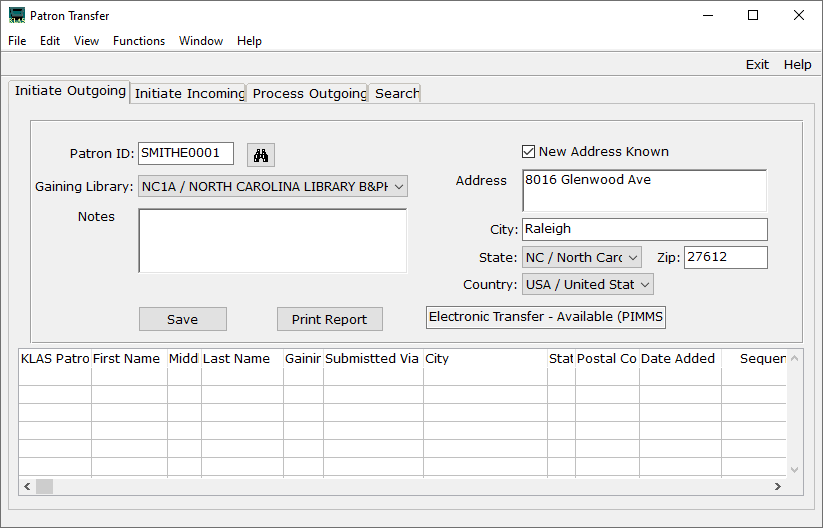 KLAS
Patron Transfer
File Edit View Functions Window Help
Exit Help
Initiate Outgoing Initiate Incoming Process Outgoing Search
Patron ID: SMITHE0001
New Address Known
Gaining Library: NC1A / NORTH CAROLINA LIBRARY B&PH
Address 8016 Glenwood Ave
Notes
City: Raleigh
State: NC / North Carc Zip: 27612
Country: USA / United Stat
Save Print Report Electronic Transfer - Available (PIMMS
KLAS Patro First Name Midd Last Name Gainir Submistted Via City Stat Postal Co Date Added Sequen